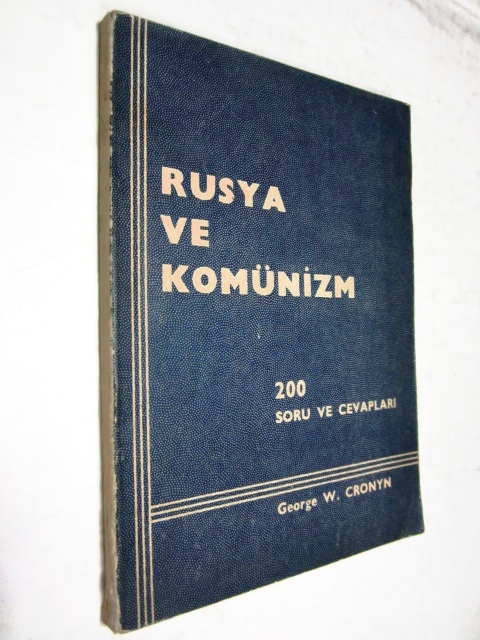 RUSYA
VE
KOMÜNİZM
200
SORU VE CEVAPLARI
George W. CRONYN